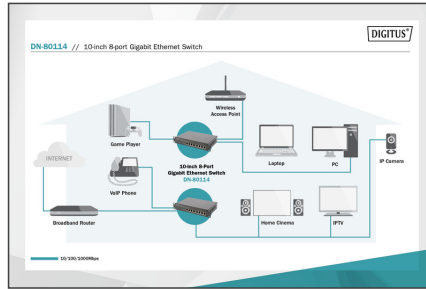 DIGITUS®
DN-80114 // 10-inch 8-port Gigabit Ethernet Switch
Wireless
Access Point
Game Player
INTERNET
10-inch 8-Port
Gigabit Ethernet Switch
DN-80114
Laptop
PC
IP Camera
VoIP Phone
Broadband Router
Home Cinema
IPTV
10/100/1000Mbps